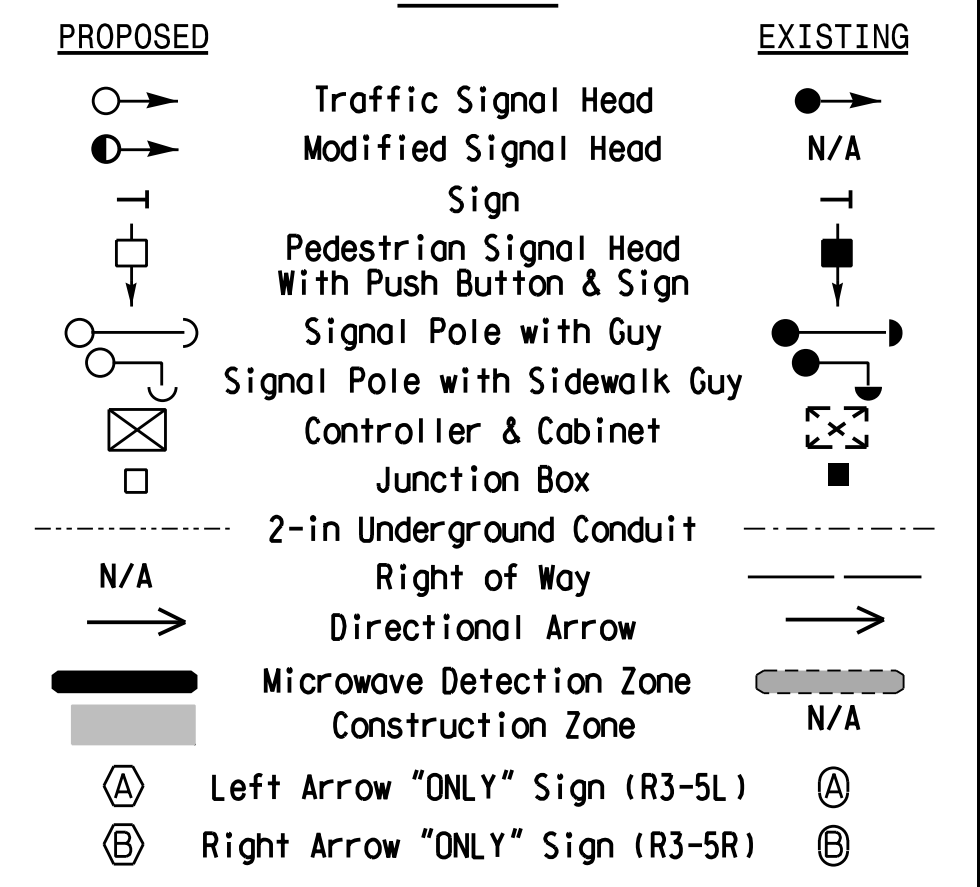 PROPOSED EXISTING
Traffic Signal Head
Modified Signal Head N/A
Sign
Pedestrian Signal Head
With Push Button & Sign
Signal Pole with Guy
Signal Pole with Sidewalk Guy
Controller & Cabinet
Junction Box
2-in Underground Conduit
N/A Right of Way
Directional Arrow
Microwave Detection Zone
Construction Zone N/A
A Left Arrow "ONLY" Sign (R3-5L) A
B Right Arrow "ONLY" Sign (R3-5R) B